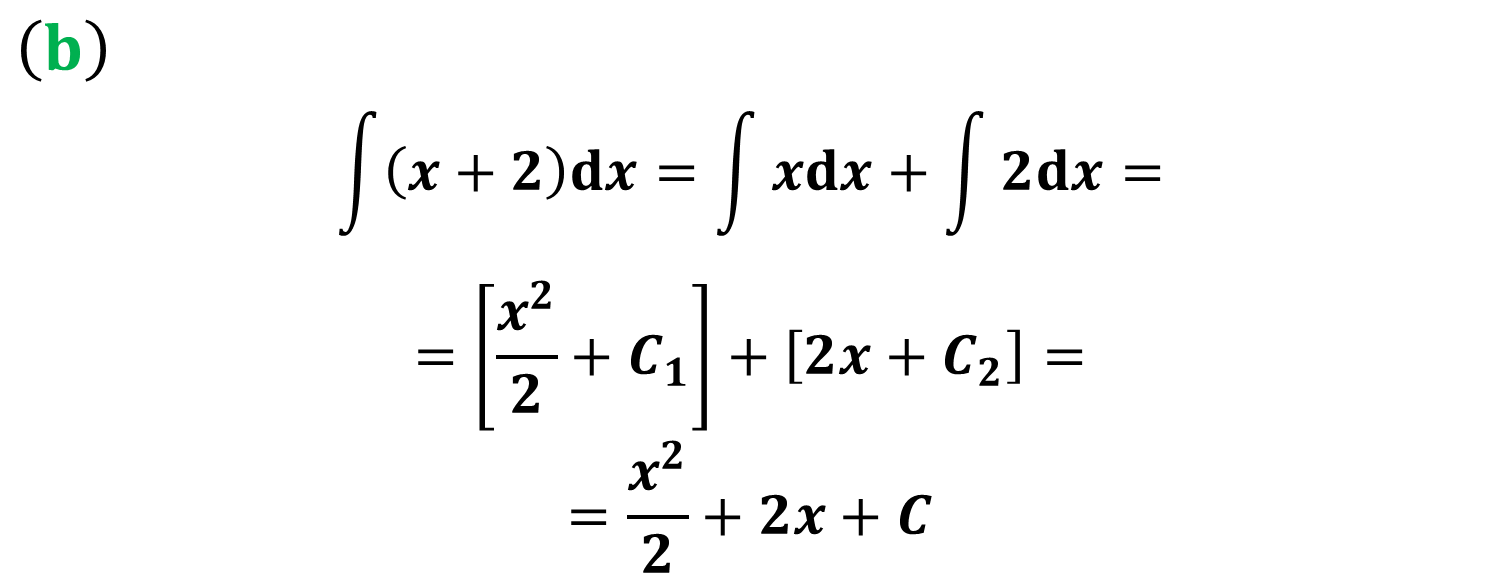 (b)
∫(x + 2)dx = ∫ xdx + ∫ 2dx =
= [x²/2 + C₁] + [2x + C₂] =
= x²/2 + 2x + C